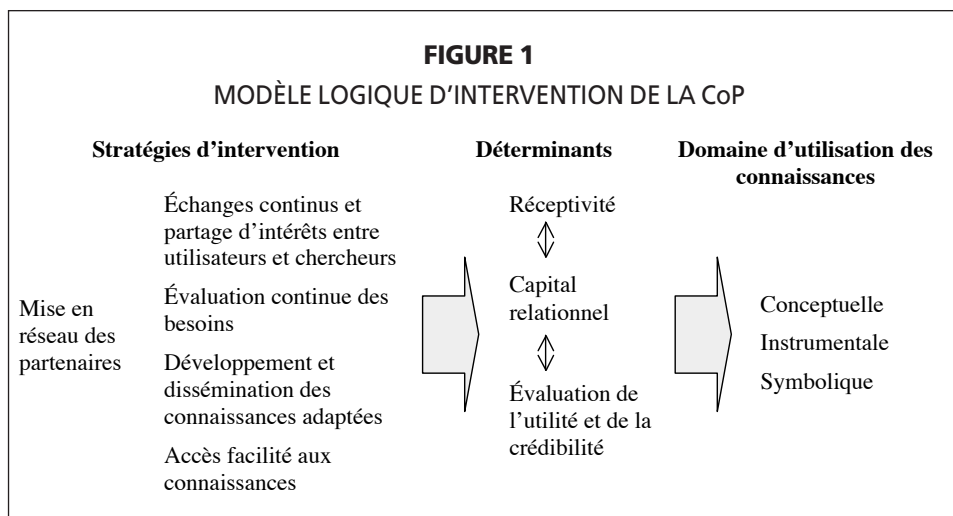 FIGURE 1
MODÈLE LOGIQUE D'INTERVENTION DE LA CoP
Stratégies d'intervention
Mise en
réseau des
partenaires
Échanges continus et
partage d'intérêts entre
utilisateurs et chercheurs
Évaluation continue des
besoins
Développement et
dissémination des
connaissances adaptées
Accès facilité aux
connaissances
Déterminants
Réceptivité
Capital
relationnel
Évaluation de
l'utilité et de la
crédibilité
Domaine d'utilisation des
connaissances
Conceptuelle
Instrumentale
Symbolique